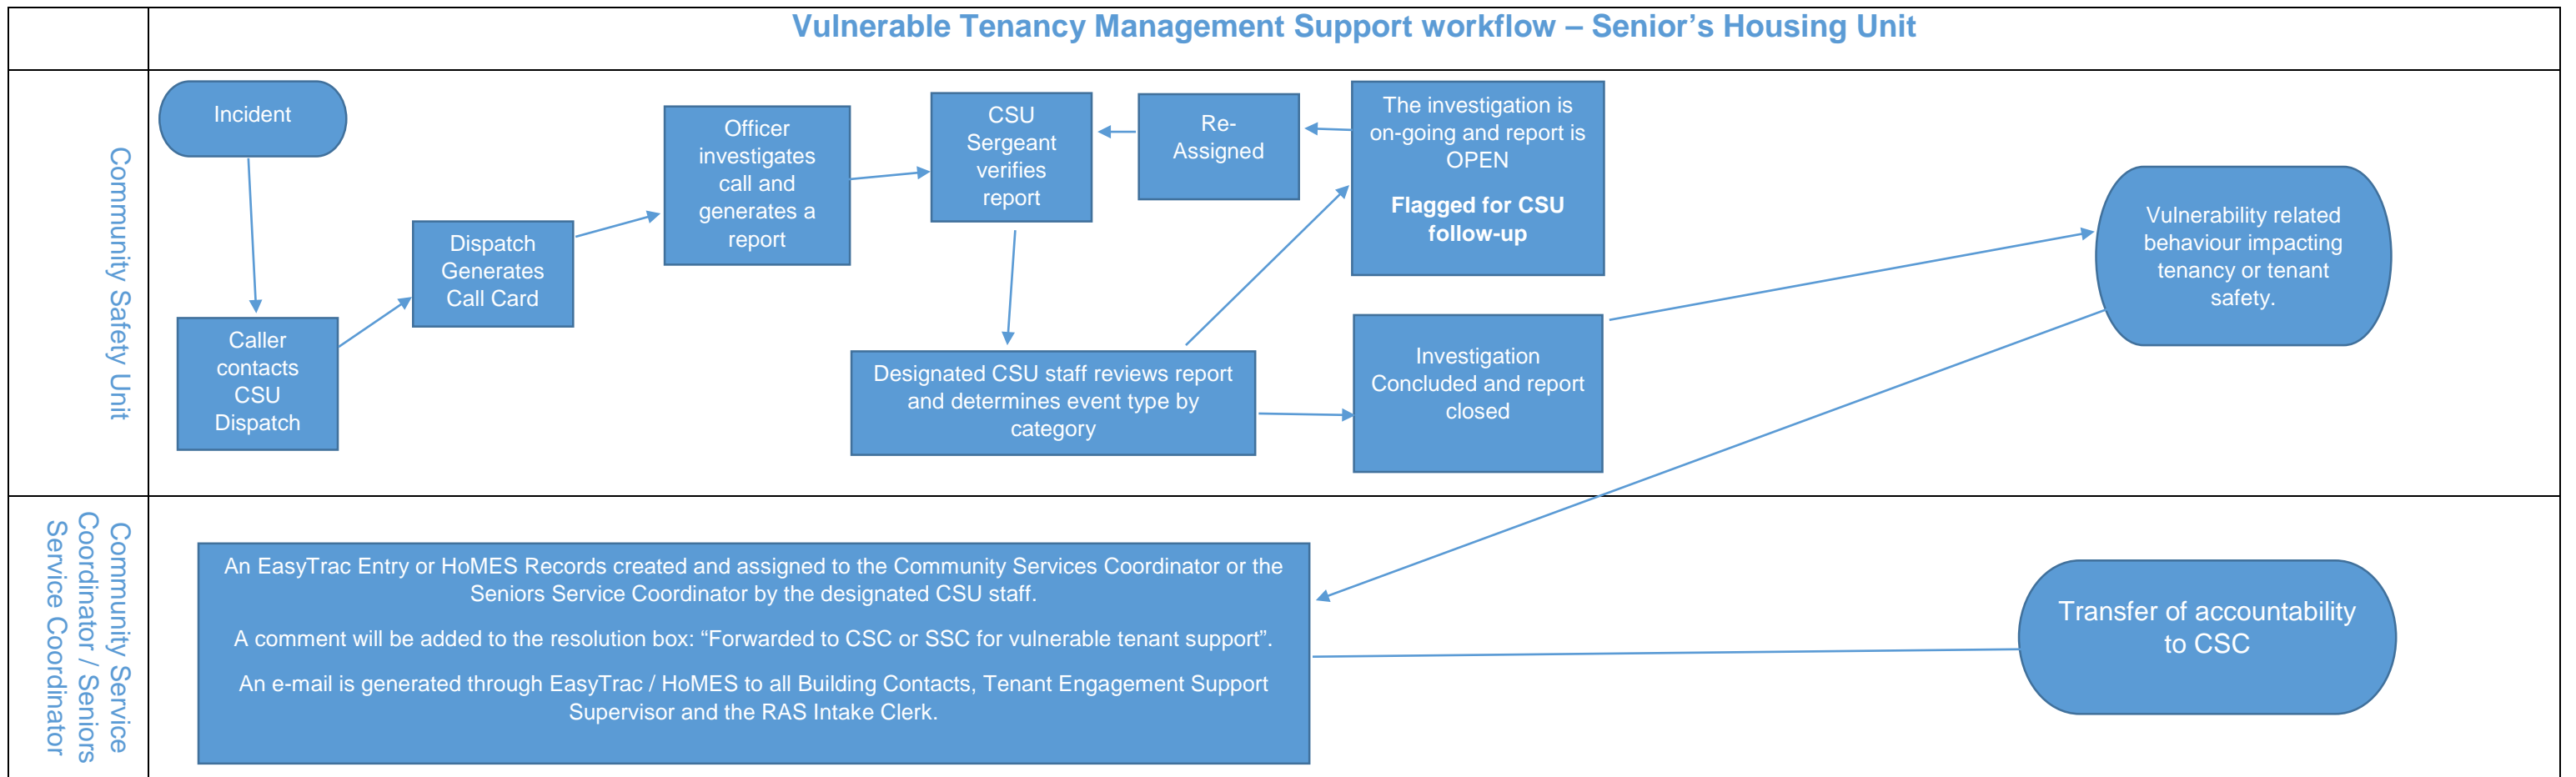 Vulnerable Tenancy Management Support workflow – Senior's Housing Unit
Community Safety Unit
Incident
Caller
contacts
CSU
Dispatch
Dispatch
Generates
Call Card
Officer
investigates
call and
generates a
report
CSU
Sergeant
verifies
report
Re-
Assigned
The investigation is
on-going and report is
OPEN
Flagged for CSU
follow-up
Designated CSU staff reviews report
and determines event type by
category
Investigation
Concluded and report
closed
Vulnerability related
behaviour impacting
tenancy or tenant
safety.
Community Service
Coordinator / Seniors
Service Coordinator
An EasyTrac Entry or HoMES Records created and assigned to the Community Services Coordinator or the
Seniors Service Coordinator by the designated CSU staff.
A comment will be added to the resolution box: “Forwarded to CSC or SSC for vulnerable tenant support”.
An e-mail is generated through EasyTrac / HoMES to all Building Contacts, Tenant Engagement Support
Supervisor and the RAS Intake Clerk.
Transfer of accountability
to CSC